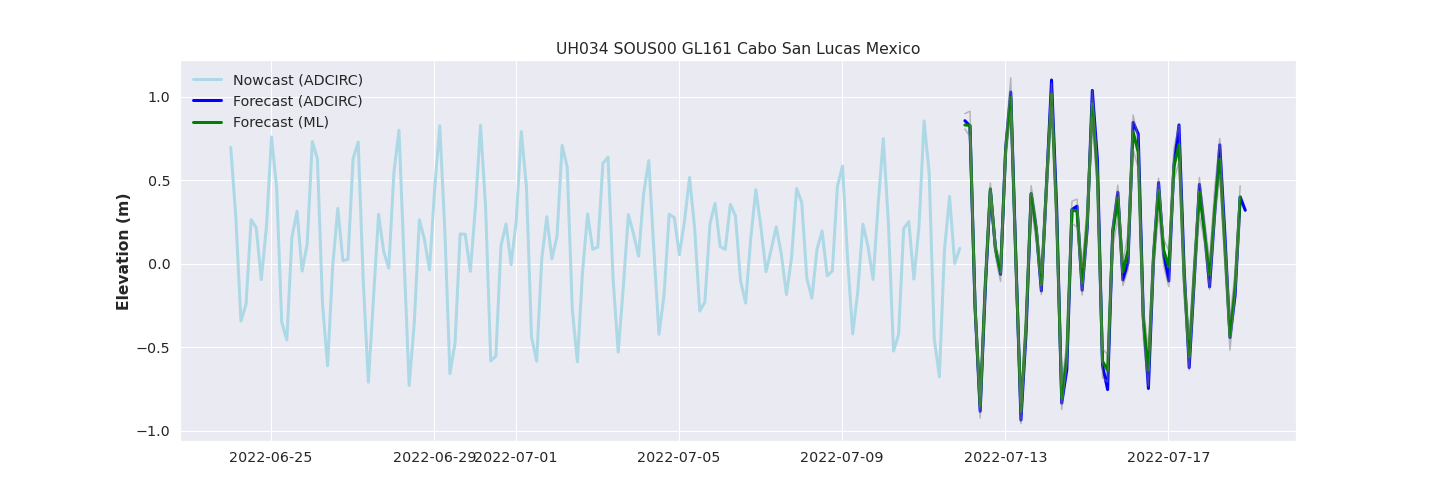 UH034 SOUS00 GL161 Cabo San Lucas Mexico
Nowcast (ADCIRC)
Forecast (ADCIRC)
Forecast (ML)
Elevation (m)
1.0
0.5
0.0
−0.5
−1.0
2022-06-25 2022-06-29 2022-07-01 2022-07-05 2022-07-09 2022-07-13 2022-07-17